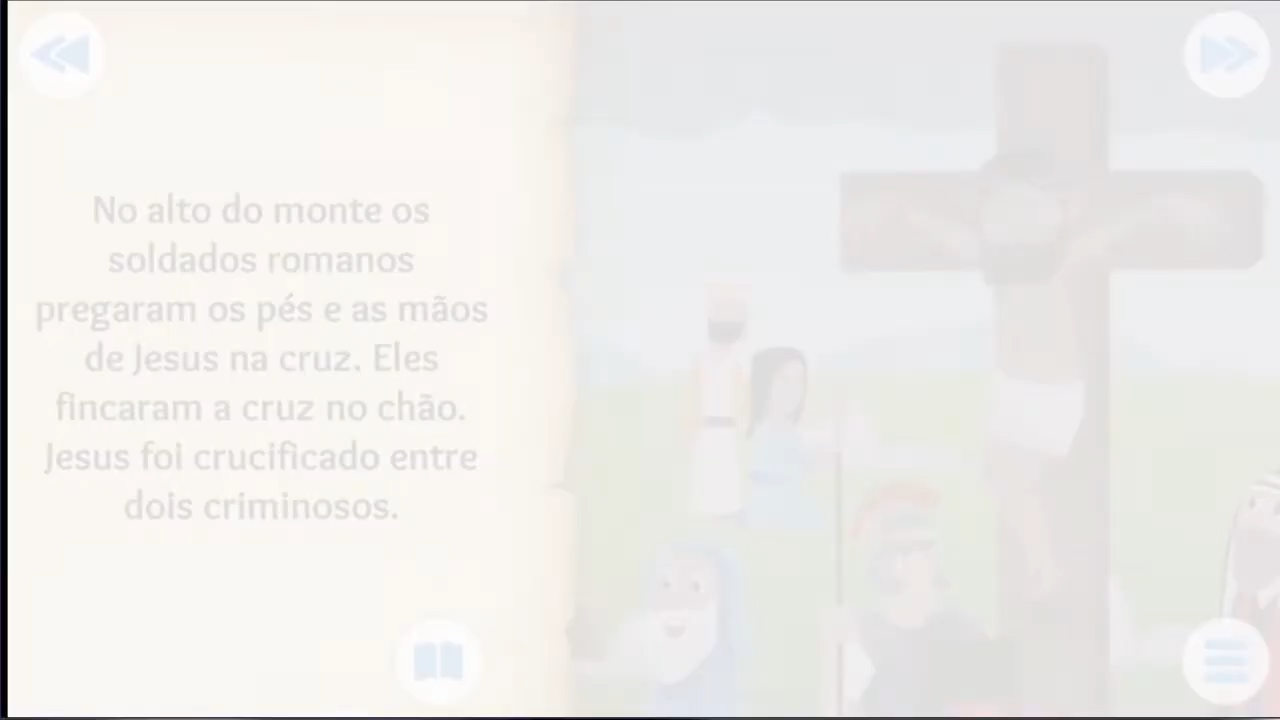 No alto do monte os
soldados romanos
pregaram os pés e as mãos
de Jesus na cruz. Eles
fincaram a cruz no chão.
Jesus foi crucificado entre
dois criminosos.